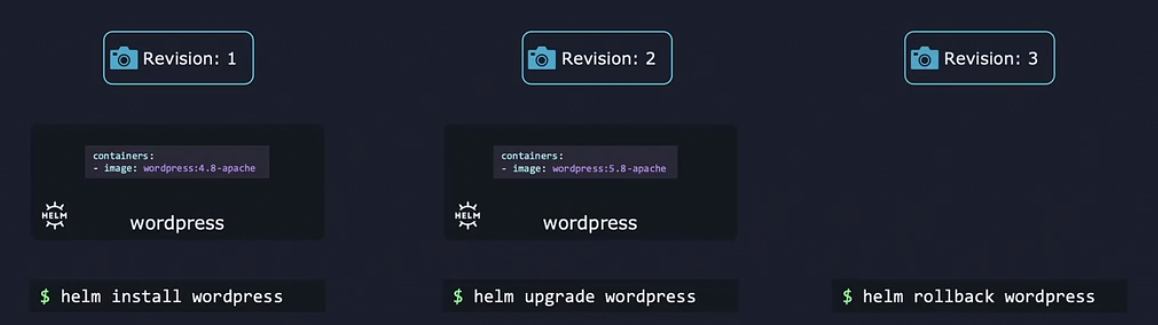 Revision: 1
Revision: 2
Revision: 3
containers:
- image: wordpress:4.8-apache
HELM
wordpress
containers:
- image: wordpress:5.8-apache
HELM
wordpress
$ helm install wordpress
$ helm upgrade wordpress
$ helm rollback wordpress